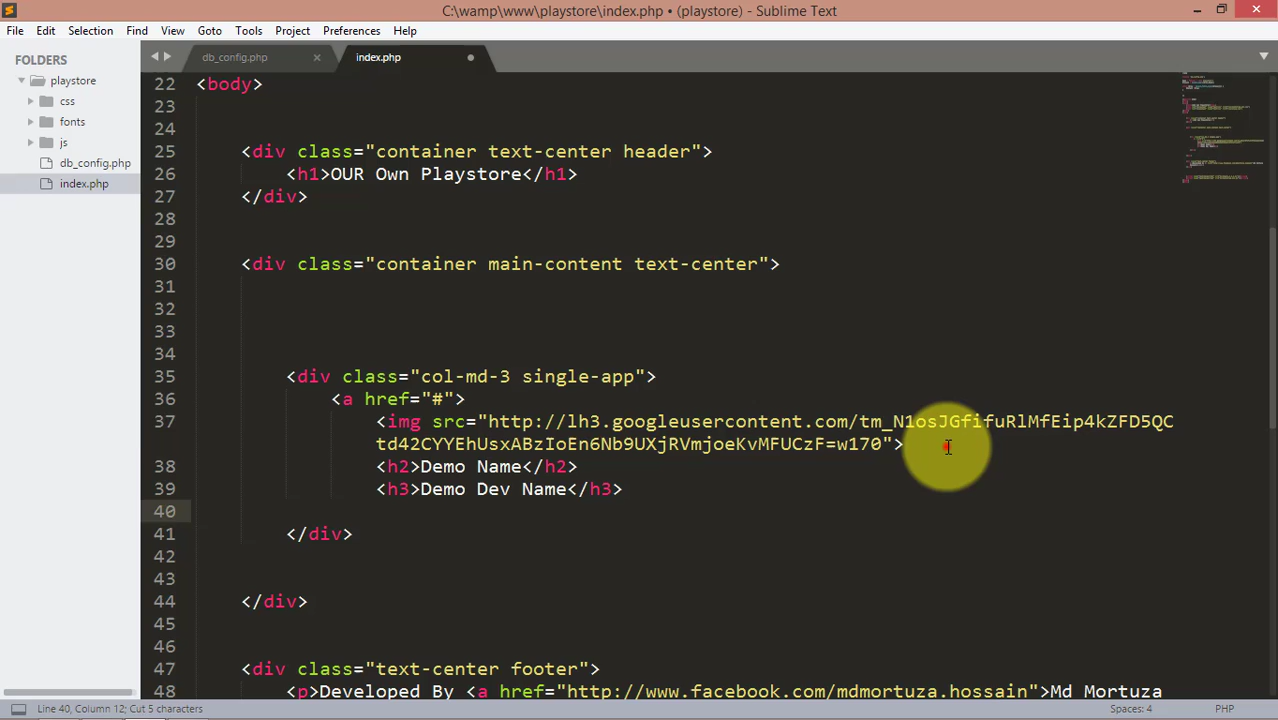 C:\wamp\www\playstore\index.php • (playstore) - Sublime Text
File Edit Selection Find View Goto Tools Project Preferences Help
FOLDERS
playstore
css
fonts
js
db_config.php
index.php
db_config.php index.php
22 <body>
23
24
25 <div class="container text-center header">
26 <h1>OUR Own Playstore</h1>
27 </div>
28
29
30 <div class="container main-content text-center">
31
32
33
34
35 <div class="col-md-3 single-app">
36 <a href="#">
37 <img src="http://lh3.googleusercontent.com/tm_N1osJGfifuRlMfEip4kZFD5QC
td42CYYEhUsxABzIoEn6Nb9UXjRVmjoeKvMFUCzF=w170">
38 <h2>Demo Name</h2>
39 <h3>Demo Dev Name</h3>
40
41 </div>
42
43
44 </div>
45
46
47 <div class="text-center footer">
48 <p>Developed By <a href="http://www.facebook.com/mdmortuza.hossain">Md Mortuza
Line 40, Column 12; Cut 5 characters Spaces: 4 PHP